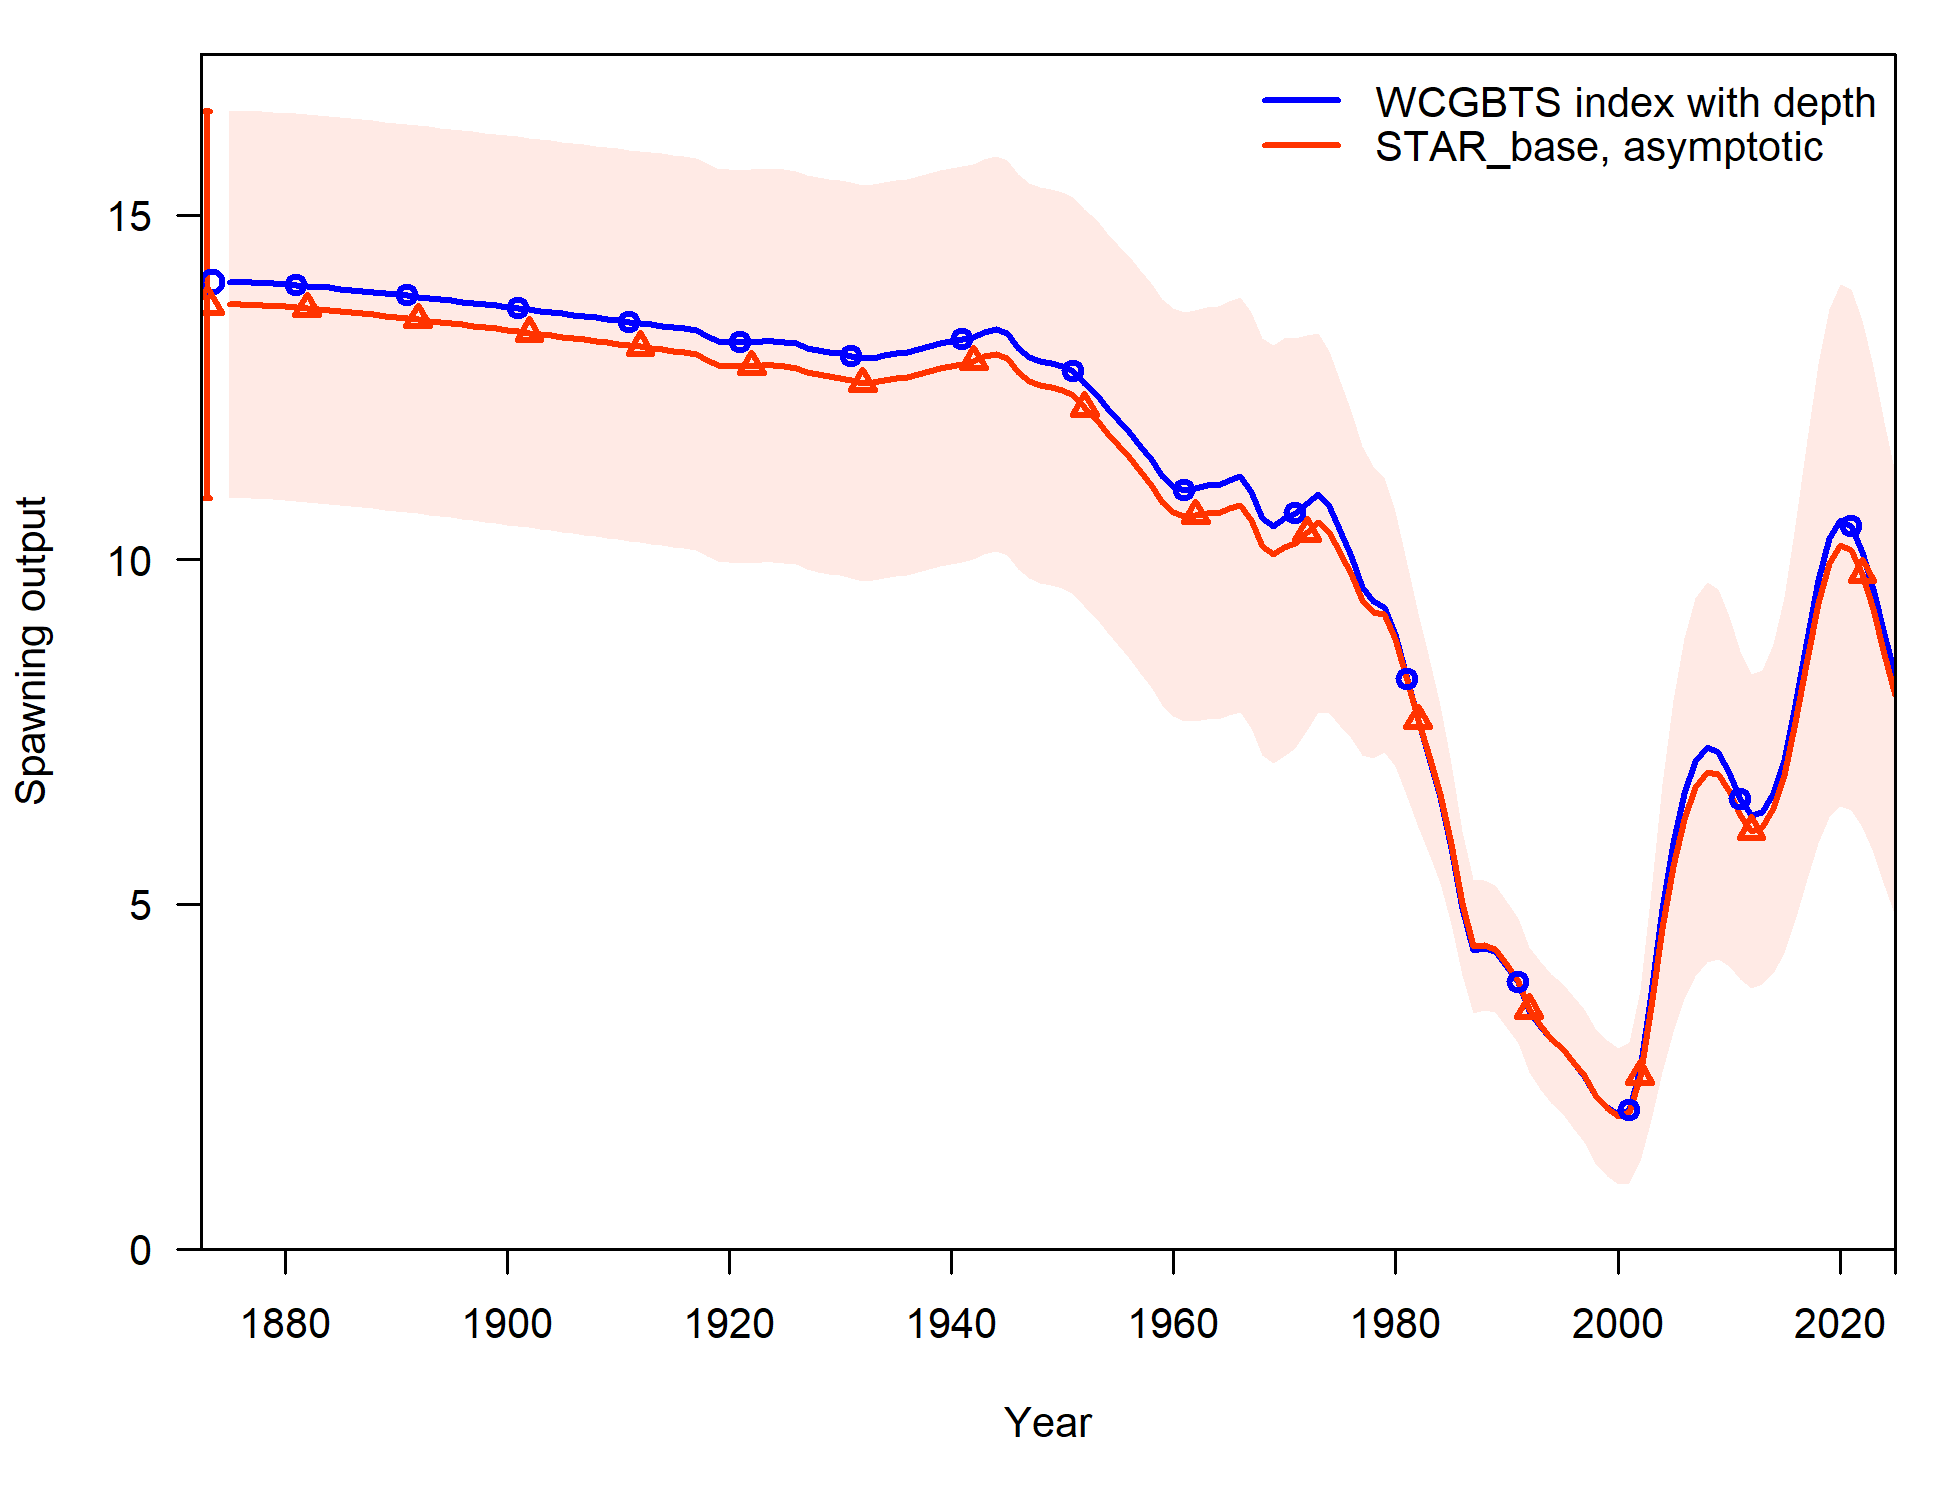 WCGBTS index with depth
STAR_base, asymptotic
15
10
5
0
Spawning output
1880 1900 1920 1940 1960 1980 2000 2020
Year